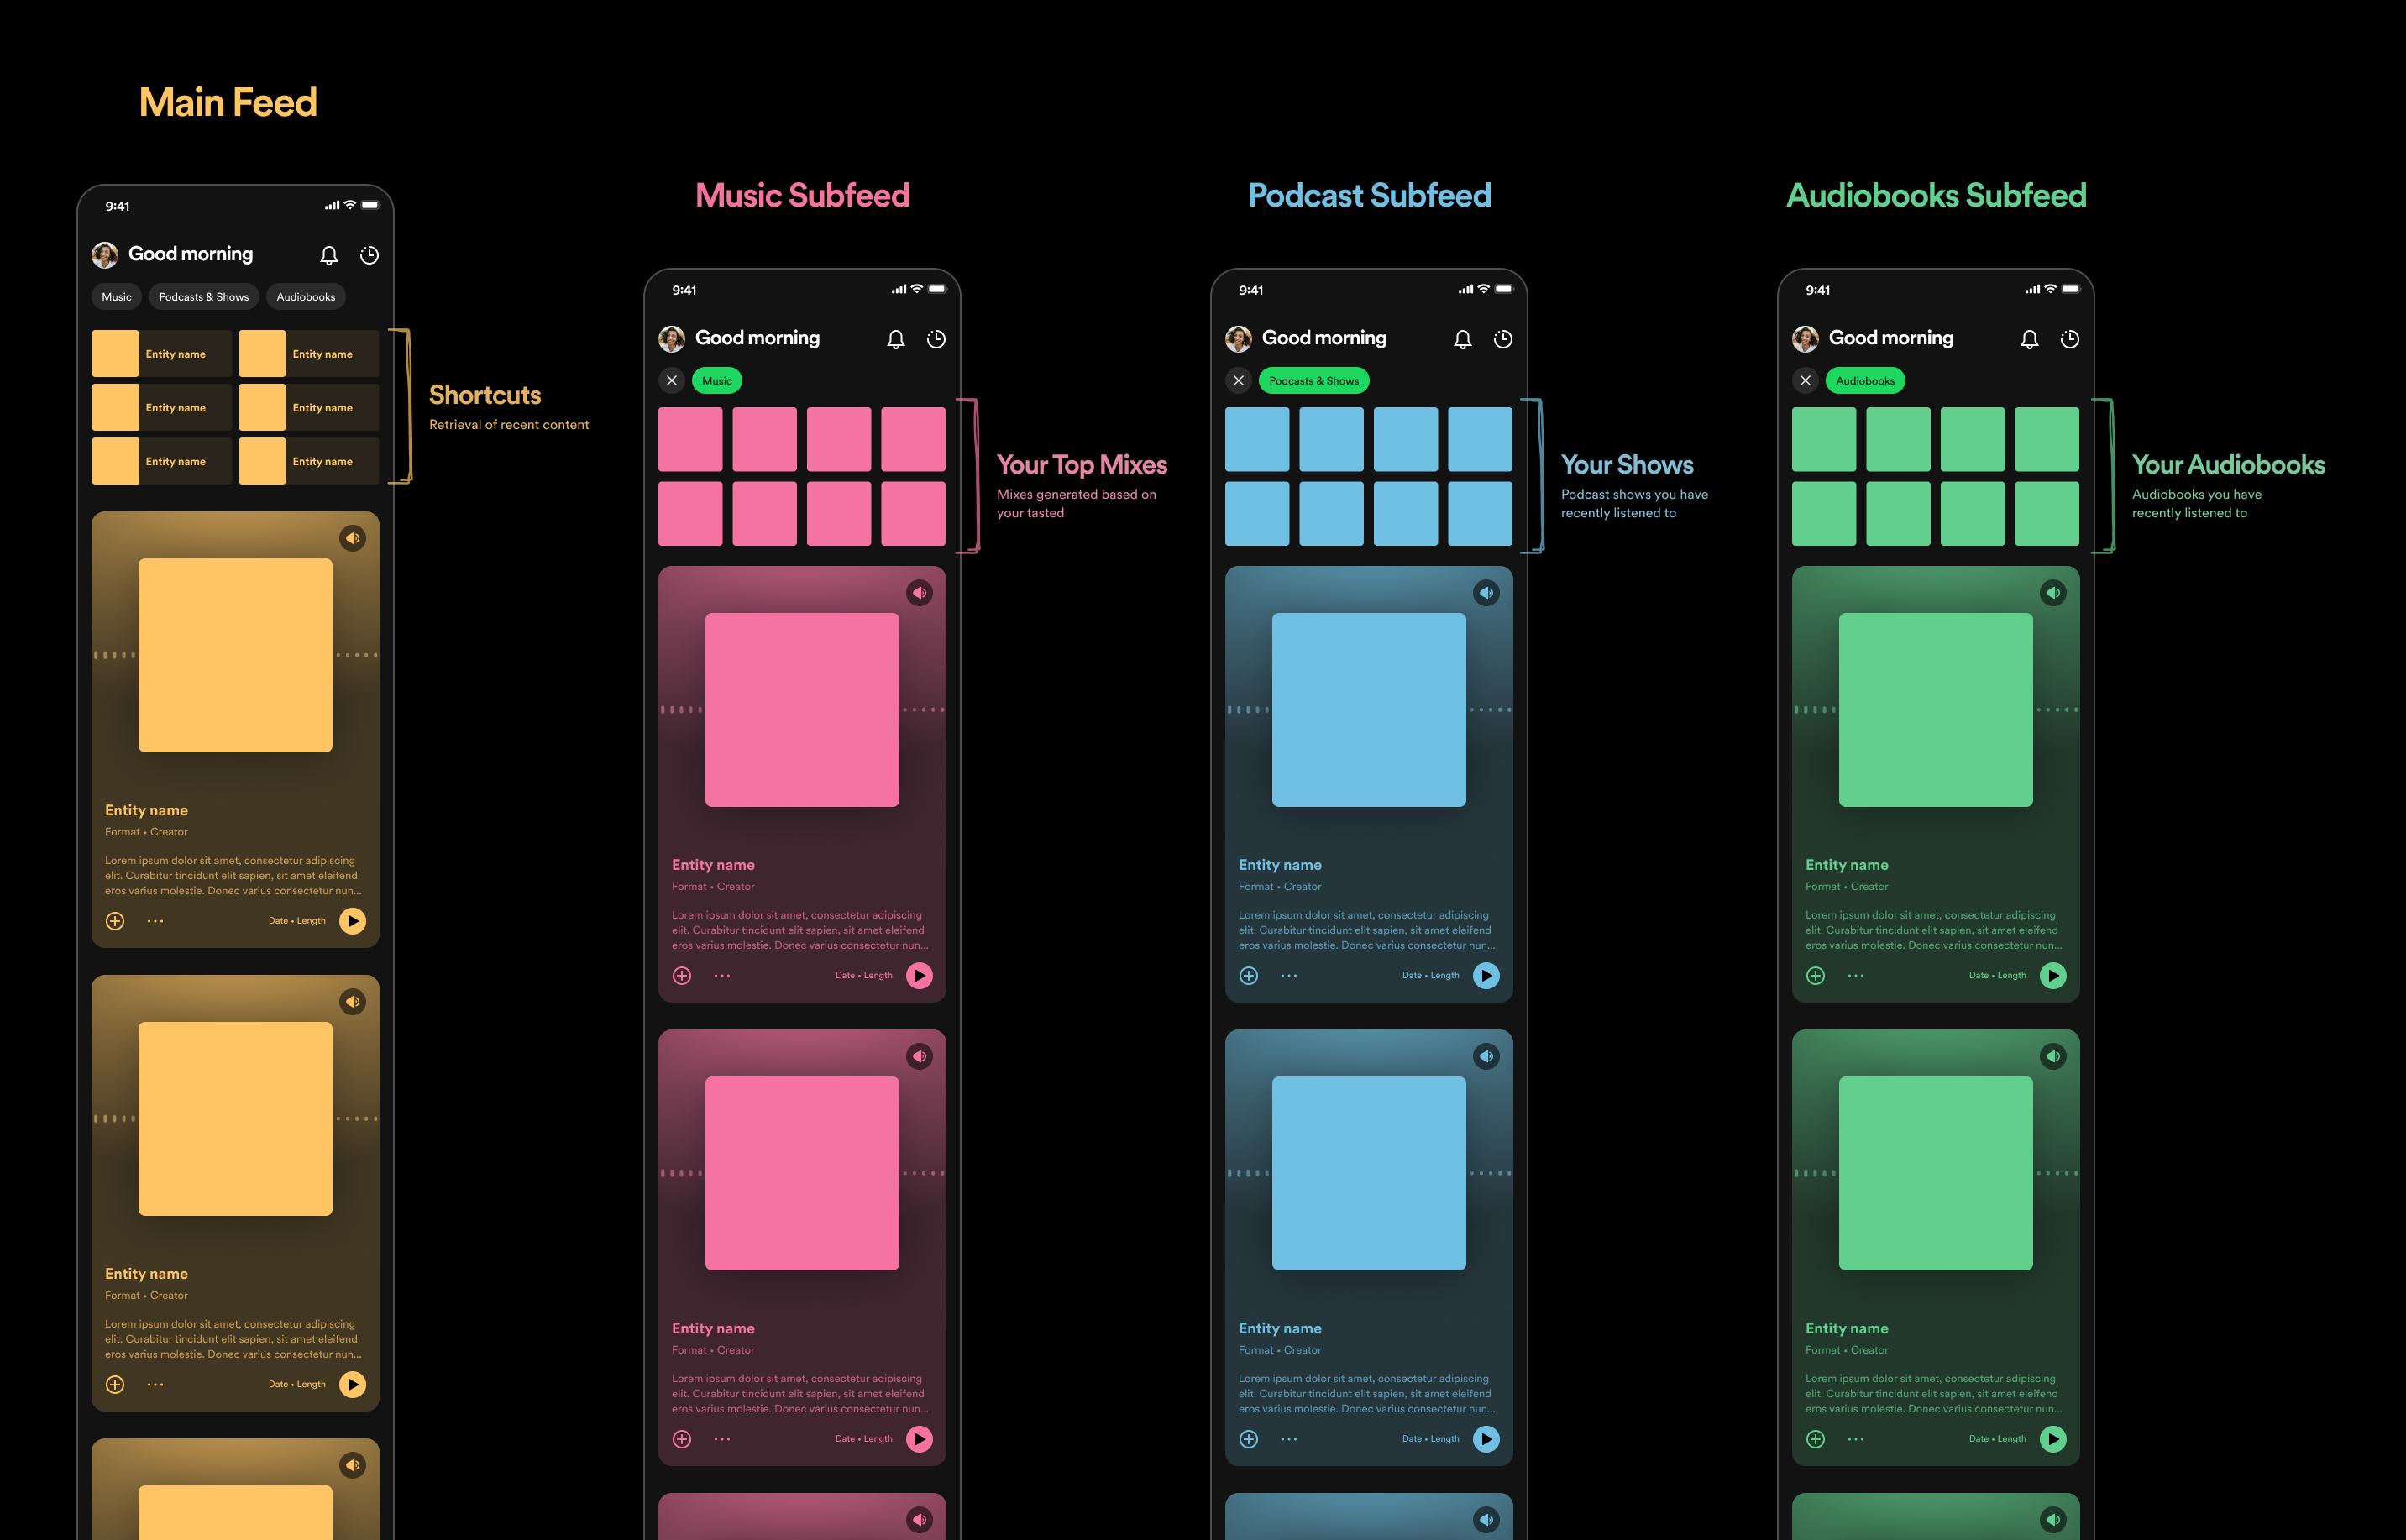 Main Feed
9:41
Good morning
Music
Podcasts & Shows
Audiobooks
Entity name
Entity name
Entity name
Entity name
Entity name
Entity name
Shortcuts
Retrieval of recent content
Entity name
Format • Creator
Lorem ipsum dolor sit amet, consectetur adipiscing
elit. Curabitur tincidunt elit sapien, sit amet eleifend
eros varius molestie. Donec varius consectetur nun...
Date • Length
Entity name
Format • Creator
Lorem ipsum dolor sit amet, consectetur adipiscing
elit. Curabitur tincidunt elit sapien, sit amet eleifend
eros varius molestie. Donec varius consectetur nun...
Date • Length
Music Subfeed
9:41
Good morning
Music
Your Top Mixes
Mixes generated based on
your tasted
Entity name
Format • Creator
Lorem ipsum dolor sit amet, consectetur adipiscing
elit. Curabitur tincidunt elit sapien, sit amet eleifend
eros varius molestie. Donec varius consectetur nun...
Date • Length
Entity name
Format • Creator
Lorem ipsum dolor sit amet, consectetur adipiscing
elit. Curabitur tincidunt elit sapien, sit amet eleifend
eros varius molestie. Donec varius consectetur nun...
Date • Length
Podcast Subfeed
9:41
Good morning
Podcasts & Shows
Your Shows
Podcast shows you have
recently listened to
Entity name
Format • Creator
Lorem ipsum dolor sit amet, consectetur adipiscing
elit. Curabitur tincidunt elit sapien, sit amet eleifend
eros varius molestie. Donec varius consectetur nun...
Date • Length
Entity name
Format • Creator
Lorem ipsum dolor sit amet, consectetur adipiscing
elit. Curabitur tincidunt elit sapien, sit amet eleifend
eros varius molestie. Donec varius consectetur nun...
Date • Length
Audiobooks Subfeed
9:41
Good morning
Audiobooks
Your Audiobooks
Audiobooks you have
recently listened to
Entity name
Format • Creator
Lorem ipsum dolor sit amet, consectetur adipiscing
elit. Curabitur tincidunt elit sapien, sit amet eleifend
eros varius molestie. Donec varius consectetur nun...
Date • Length
Entity name
Format • Creator
Lorem ipsum dolor sit amet, consectetur adipiscing
elit. Curabitur tincidunt elit sapien, sit amet eleifend
eros varius molestie. Donec varius consectetur nun...
Date • Length